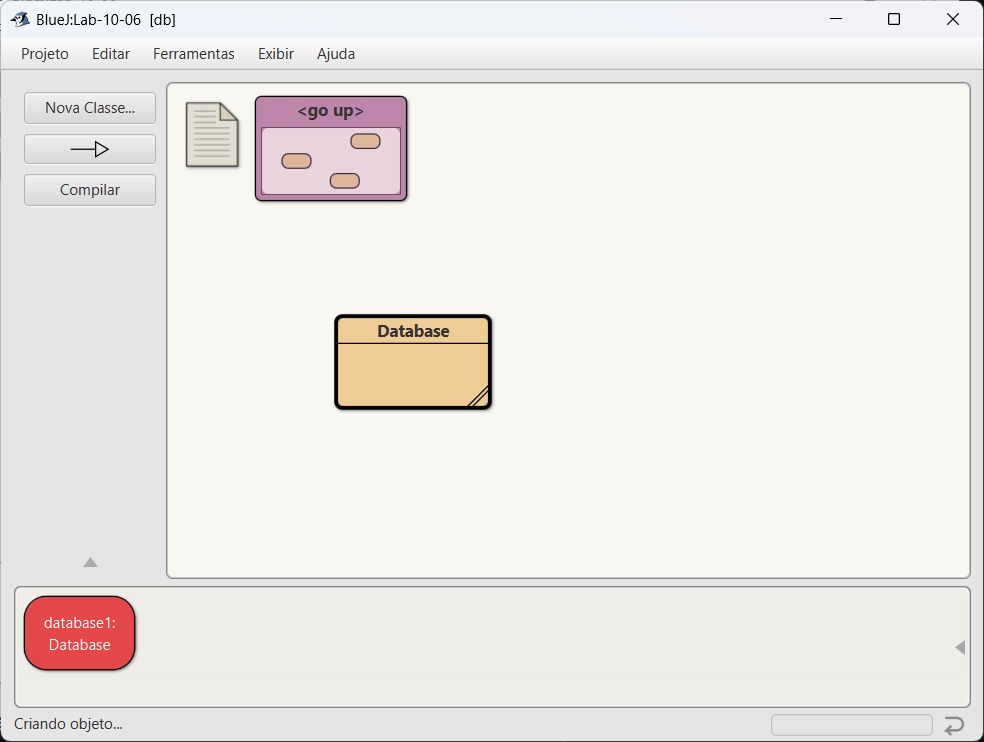 BlueJ:Lab-10-06 [db]
Projeto Editar Ferramentas Exibir Ajuda
Nova Classe...
Compilar
<go up>
Database
database1:
Database
Criando objeto...